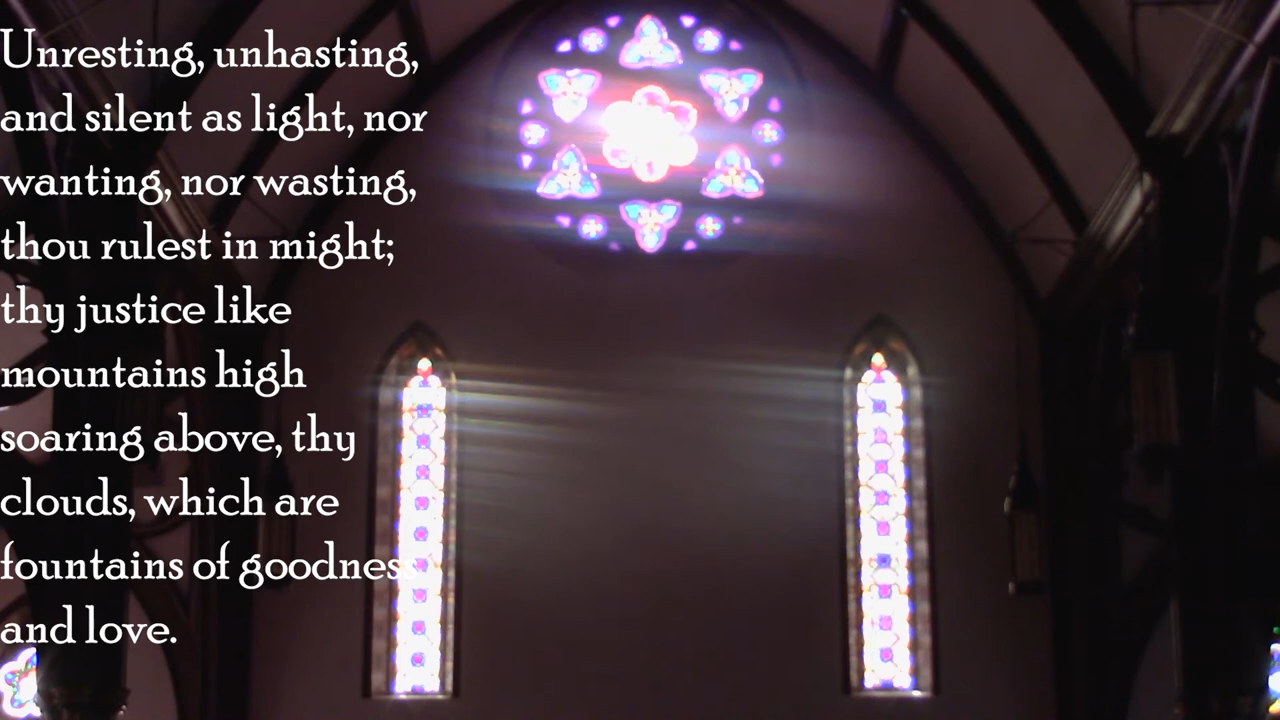 Unresting, unhasting,
and silent as light, nor
wanting, nor wasting,
thou rulest in might;
thy justice like
mountains high
soaring above, thy
clouds, which are
fountains of goodness
and love.